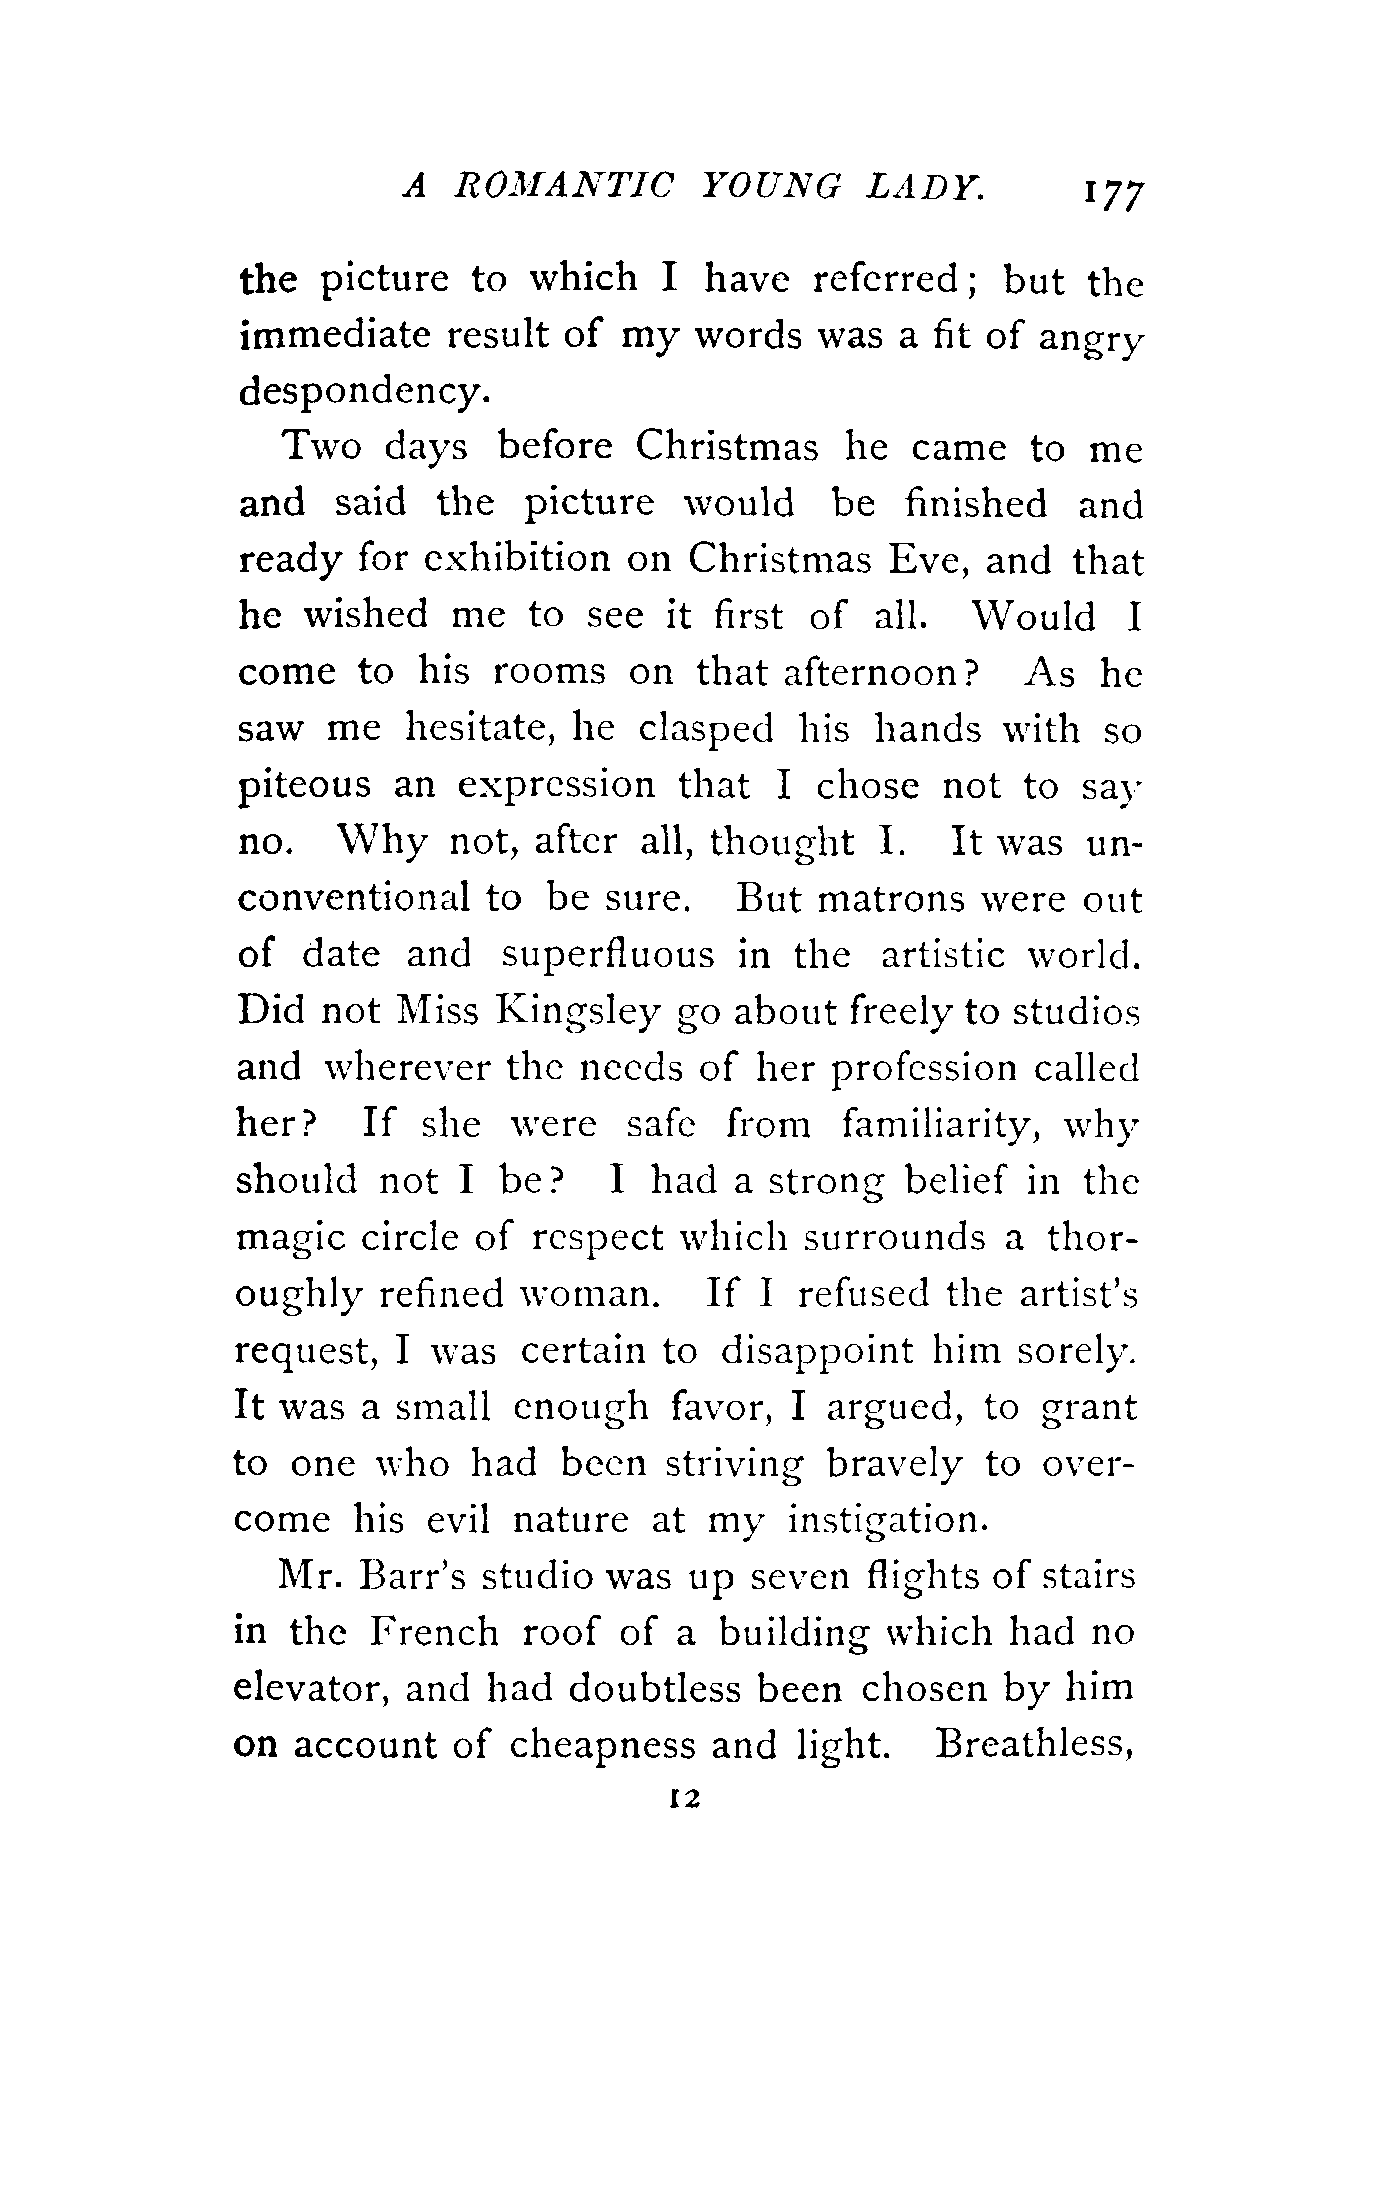 A ROMANTIC YOUNG LADY. 177
the picture to which I have referred; but the
immediate result of my words was a fit of angry
despondency.
Two days before Christmas he came to me
and said the picture would be finished and
ready for exhibition on Christmas Eve, and that
he wished me to see it first of all. Would I
come to his rooms on that afternoon? As he
saw me hesitate, he clasped his hands with so
piteous an expression that I chose not to say
no. Why not, after all, thought I. It was un-
conventional to be sure. But matrons were out
of date and superfluous in the artistic world.
Did not Miss Kingsley go about freely to studios
and wherever the needs of her profession called
her? If she were safe from familiarity, why
should not I be? I had a strong belief in the
magic circle of respect which surrounds a thor-
oughly refined woman. If I refused the artist's
request, I was certain to disappoint him sorely.
It was a small enough favor, I argued, to grant
to one who had been striving bravely to over-
come his evil nature at my instigation.
Mr. Barr's studio was up seven flights of stairs
in the French roof of a building which had no
elevator, and had doubtless been chosen by him
on account of cheapness and light. Breathless,
12